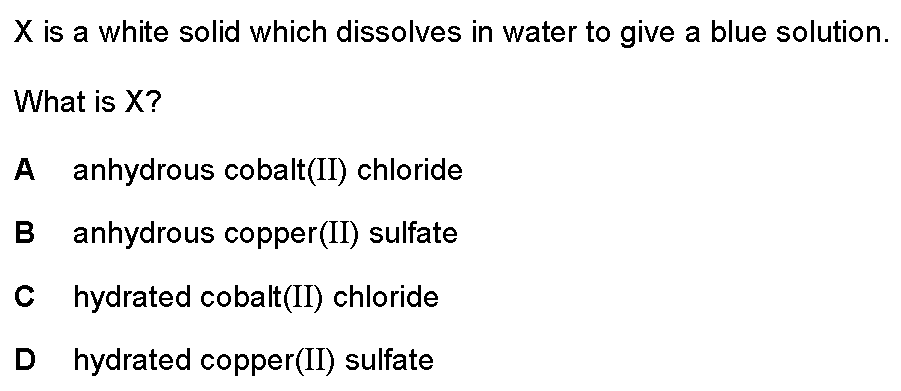 X is a white solid which dissolves in water to give a blue solution.
What is X?
A anhydrous cobalt(II) chloride
B anhydrous copper(II) sulfate
C hydrated cobalt(II) chloride
D hydrated copper(II) sulfate